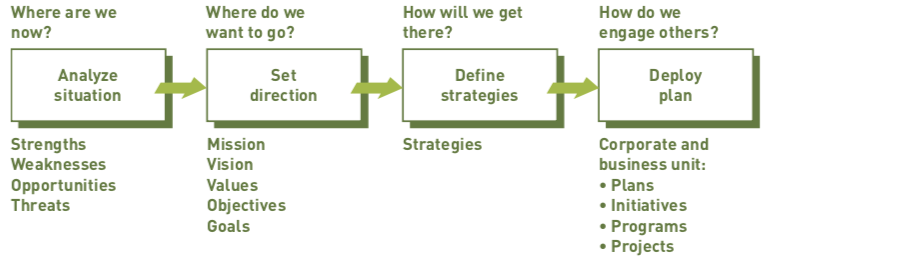 Where are we
now?
Analyze
situation
Strengths
Weaknesses
Opportunities
Threats
Where do we
want to go?
Set
direction
Mission
Vision
Values
Objectives
Goals
How will we get
there?
Define
strategies
Strategies
How do we
engage others?
Deploy
plan
Corporate and
business unit:
• Plans
• Initiatives
• Programs
• Projects